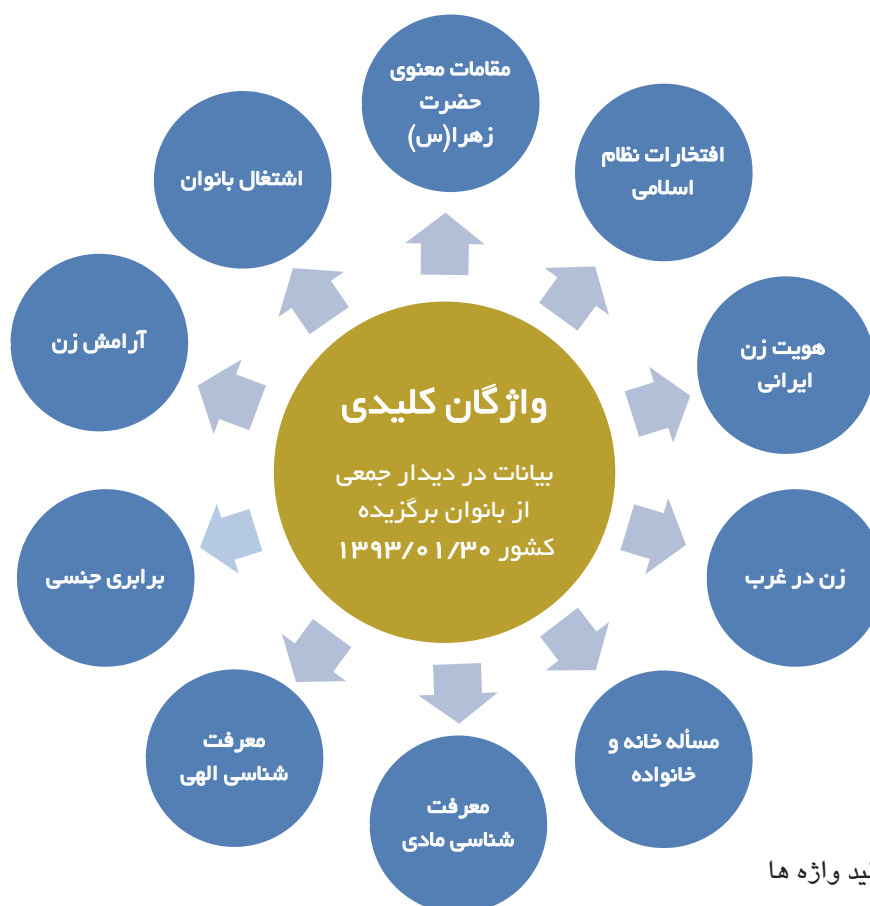 مقامات معنوی
حضرت
زهرا(س)
افتخارات نظام
اسلامی
هویت زن
ایرانی
زن در غرب
مسأله خانه و
خانواده
معرفت
شناسی مادی
معرفت
شناسی الهی
برابری جنسی
آرامش زن
اشتغال بانوان
واژگان کلیدی
بیانات در دیدار جمعی
از بانوان برگزیده
کشور ۱۳۹۳/۰۱/۳۰
واژه ها